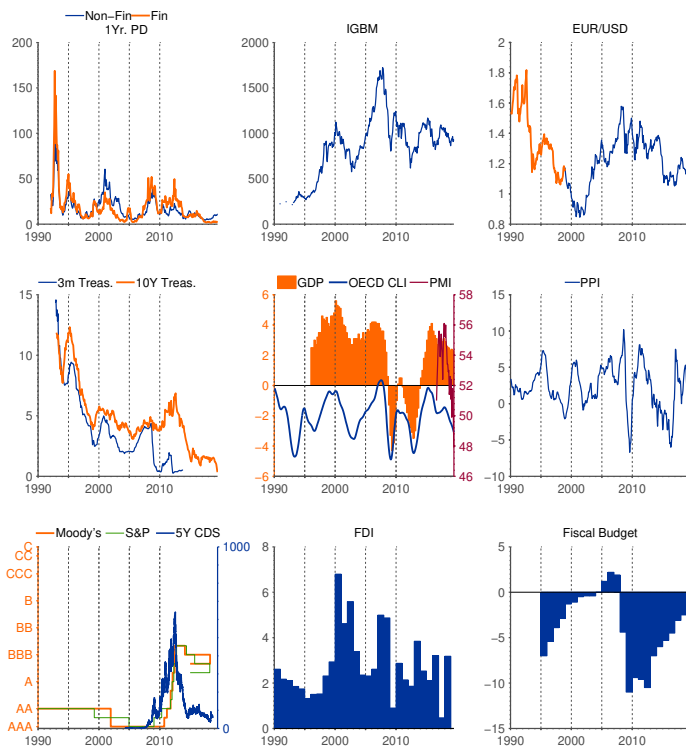 Non-Fin Fin
1Yr. PD
200
150
100
50
0
1990 2000 2010
IGBM
2000
1700
1000
500
0
1990 2000 2010
EUR/USD
2
1.8
1.6
1.4
1.2
1
0.8
1990 2000 2010
3m Treas. 10Y Treas.
15
10
5
0
1990 2000 2010
GDP OECD CLI PMI
6 58
4 56
2 54
0 52
-2 50
-4 48
-6 46
1990 2000 2010
PPI
15
10
5
0
-5
-10
1990 2000 2010
Moody's S&P 5Y CDS
C 1000
CC
CCC
B
BB
BBB
A
AA
AAA 0
1990 2000 2010
FDI
8
6
4
2
0
1990 2000 2010
Fiscal Budget
5
0
-5
-10
-15
1990 2000 2010